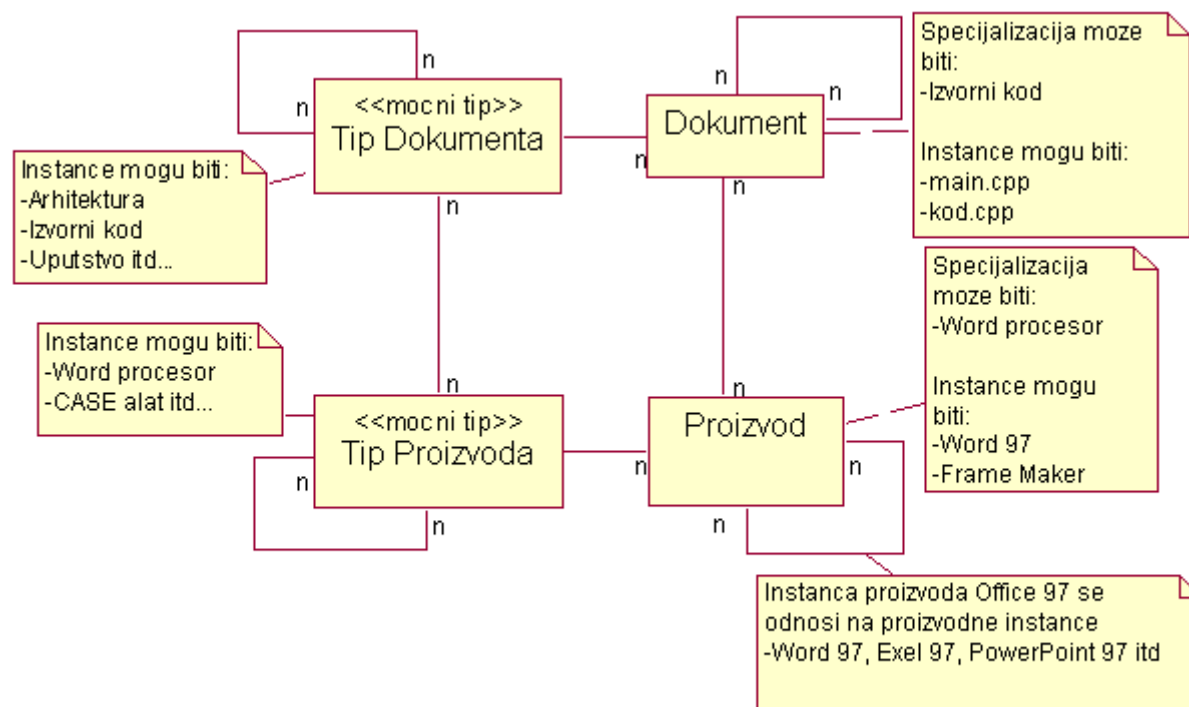 n
n
<<mocni tip>>
Tip Dokumenta
n
n
n
Dokument
n
n
Specijalizacija moze
biti:
-Izvorni kod
Instance mogu biti:
-main.cpp
-kod.cpp
Instance mogu biti:
-Arhitektura
-Izvorni kod
-Uputstvo itd...
Specijalizacija
moze biti:
-Word procesor
Instance mogu
biti:
-Word 97
-Frame Maker
Instance mogu biti:
-Word procesor
-CASE alat itd...
n
<<mocni tip>>
Tip Proizvoda
n
n
n
n
Proizvod
n
n
Instanca proizvoda Office 97 se
odnosi na proizvodne instance
-Word 97, Exel 97, PowerPoint 97 itd